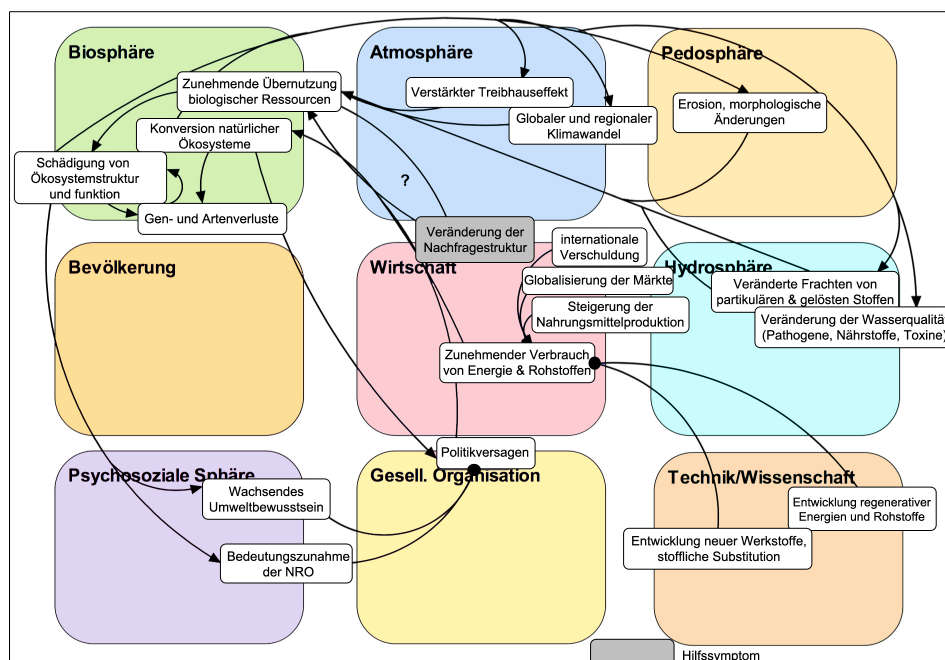 Biosphäre
Atmosphäre
Pedosphäre
Zunehmende Übernutzung
biologischer Ressourcen
Verstärkter Treibhauseffekt
Erosion, morphologische
Änderungen
Globaler und regionaler
Klimawandel
Konversion natürlicher
Ökosysteme
Schädigung von
Ökosystemstruktur
und funktion
?
Gen- und Artenverluste
Veränderung der
Nachfragestruktur
Bevölkerung
Wirtschaft
Hydrosphäre
internationale
Verschuldung
Globalisierung der Märkte
Steigerung der
Nahrungsmittelproduktion
Veränderte Frachten von
partikulären & gelösten Stoffen
Veränderung der Wasserqualität
(Pathogene, Nährstoffe, Toxine)
Zunehmender Verbrauch
von Energie & Rohstoffen
Politikversagen
Psychosoziale Sphäre
Gesell. Organisation
Technik/Wissenschaft
Wachsendes
Umweltbewusstsein
Entwicklung regenerativer
Energien und Rohstoffe
Bedeutungszunahme
der NRO
Entwicklung neuer Werkstoffe,
stoffliche Substitution
Hilfssymptom